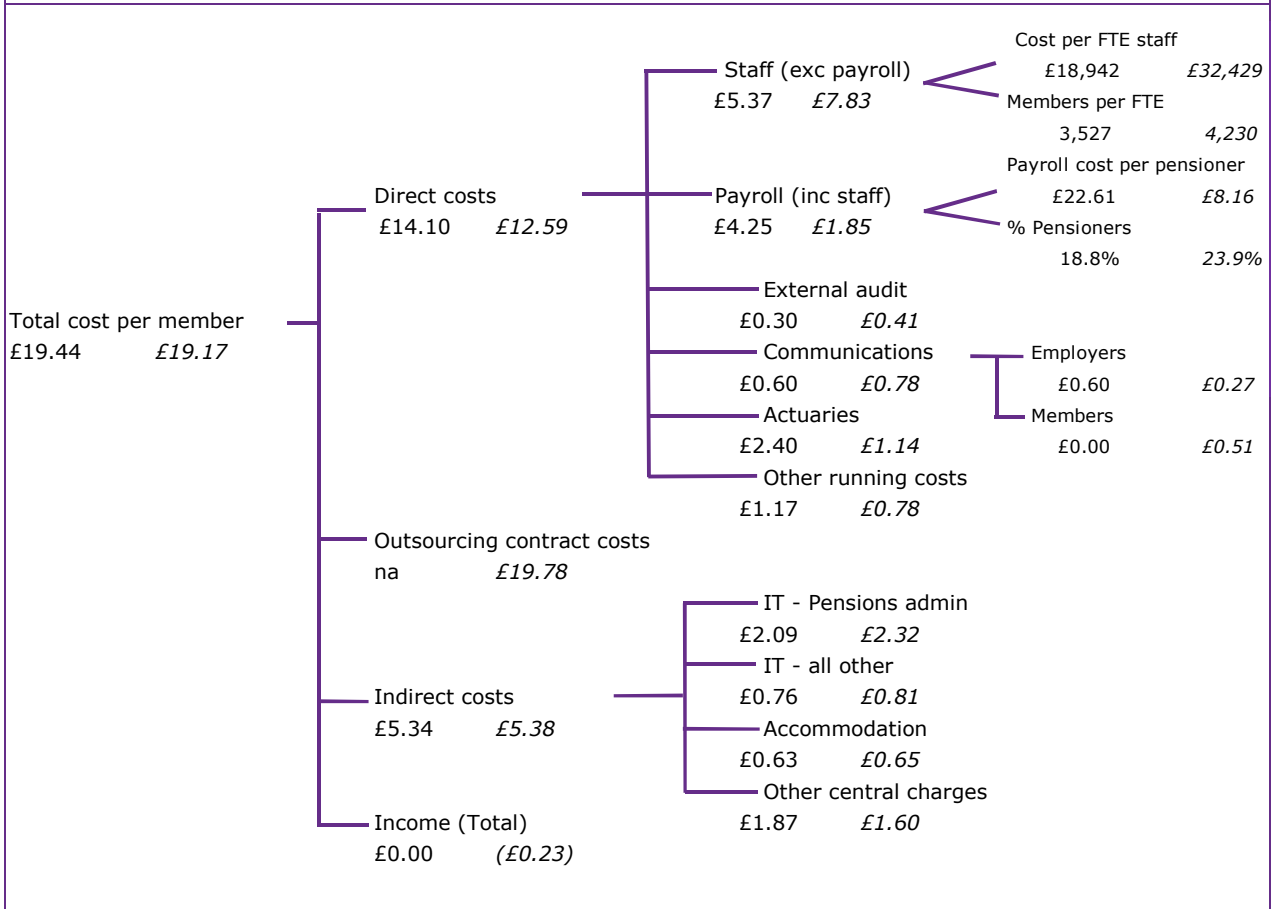 Cost per FTE staff
£18,942 £32,429
Staff (exc payroll)
£5.37 £7.83
Members per FTE
3,527 4,230
Payroll cost per pensioner
£22.61 £8.16
Direct costs
£14.10 £12.59
Payroll (inc staff)
£4.25 £1.85
% Pensioners
18.8% 23.9%
External audit
£0.30 £0.41
Total cost per member
£19.44 £19.17
Communications
£0.60 £0.78
Employers
£0.60 £0.27
Actuaries
£2.40 £1.14
Members
£0.00 £0.51
Other running costs
£1.17 £0.78
Outsourcing contract costs
na £19.78
IT - Pensions admin
£2.09 £2.32
IT - all other
£0.76 £0.81
Indirect costs
£5.34 £5.38
Accommodation
£0.63 £0.65
Other central charges
£1.87 £1.60
Income (Total)
£0.00 (£0.23)